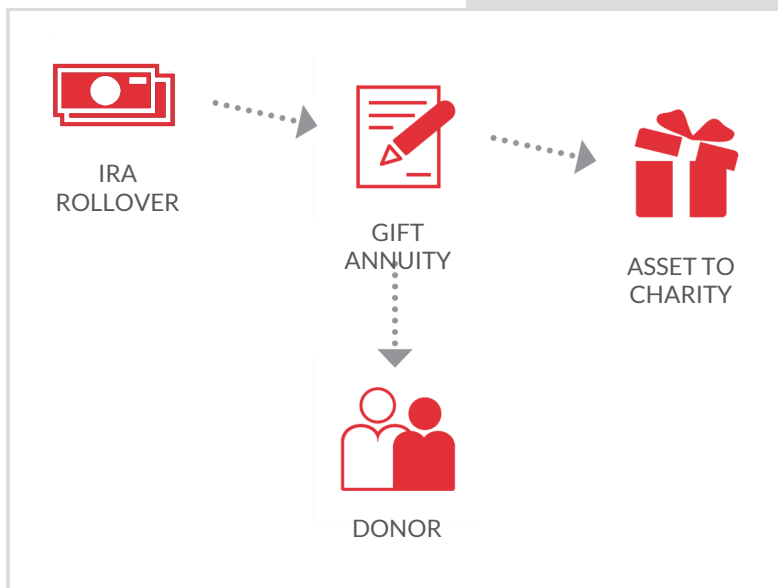 IRA
ROLLOVER
GIFT
ANNUITY
ASSET TO
CHARITY
DONOR